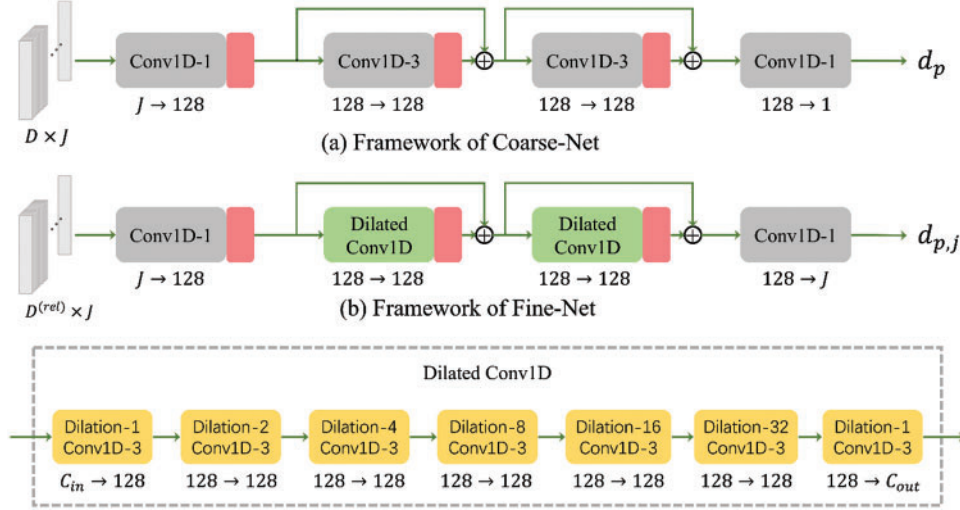 Conv1D-1 Conv1D-3 Conv1D-3 Conv1D-1 d_p
J → 128 128 → 128 128 → 128 128 → 1
D × J
(a) Framework of Coarse-Net
Conv1D-1 Dilated Conv1D Dilated Conv1D Conv1D-1 d_{p,j}
J → 128 128 → 128 128 → 128 128 → J
D^{(rel)} × J
(b) Framework of Fine-Net
Dilated Conv1D
Dilation-1 Dilation-2 Dilation-4 Dilation-8 Dilation-16 Dilation-32 Dilation-1
Conv1D-3 Conv1D-3 Conv1D-3 Conv1D-3 Conv1D-3 Conv1D-3 Conv1D-3
C_{in} → 128 128 → 128 128 → 128 128 → 128 128 → 128 128 → 128 128 → C_{out}